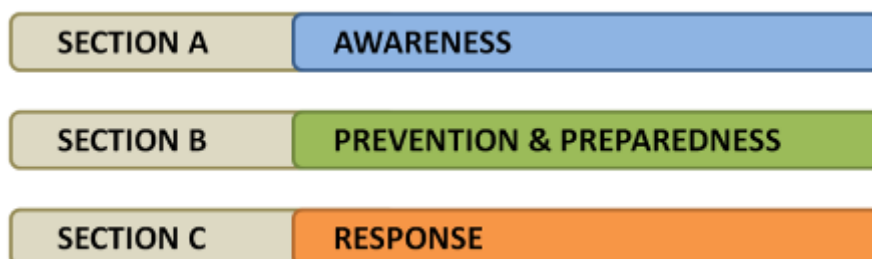 SECTION A AWARENESS
SECTION B PREVENTION & PREPAREDNESS
SECTION C RESPONSE